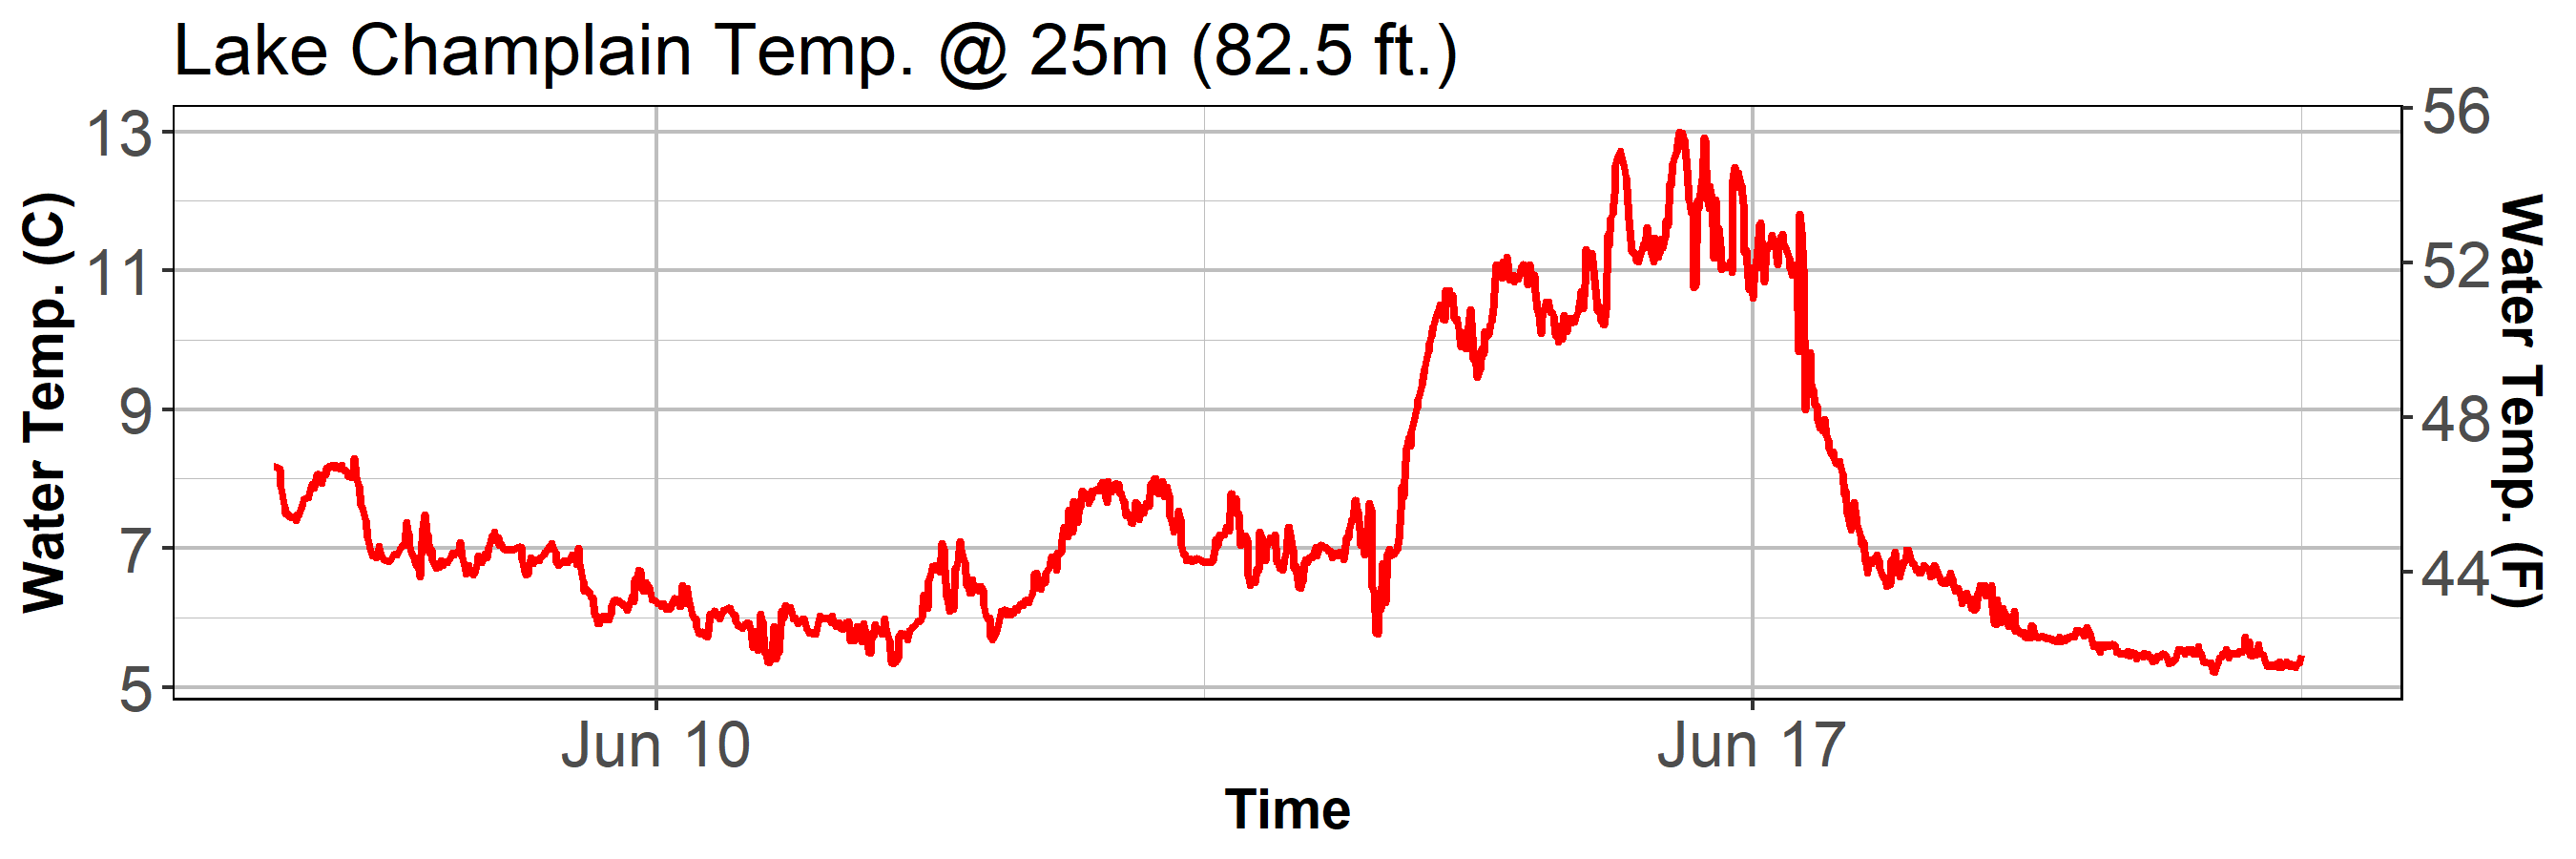 Lake Champlain Temp. @ 25m (82.5 ft.)
Water Temp. (C)
13
11
9
7
5
56
52
48
44
Water Temp. (F)
Jun 10
Jun 17
Time